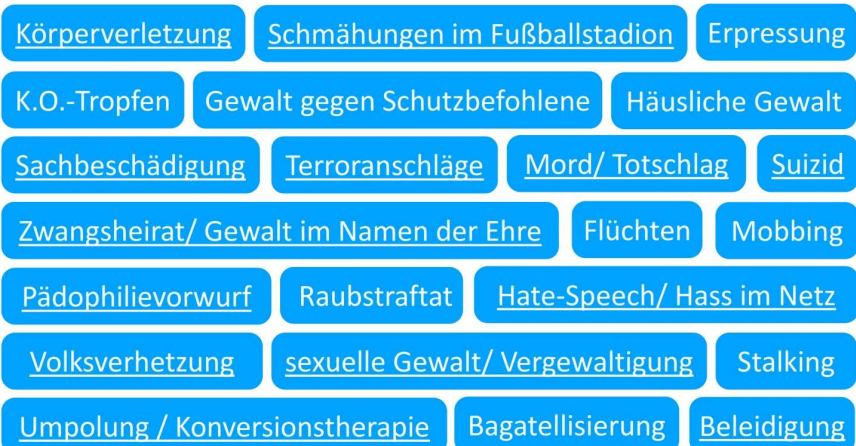 Körperverletzung Schmähungen im Fußballstadion Erpressung
K.O.-Tropfen Gewalt gegen Schutzbefohlene Häusliche Gewalt
Sachbeschädigung Terroranschläge Mord/ Totschlag Suizid
Zwangsheirat/ Gewalt im Namen der Ehre Flüchten Mobbing
Pädophilievorwurf Raubstraftat Hate-Speech/ Hass im Netz
Volksverhetzung sexuelle Gewalt/ Vergewaltigung Stalking
Umpolung / Konversionstherapie Bagatellisierung Beleidigung